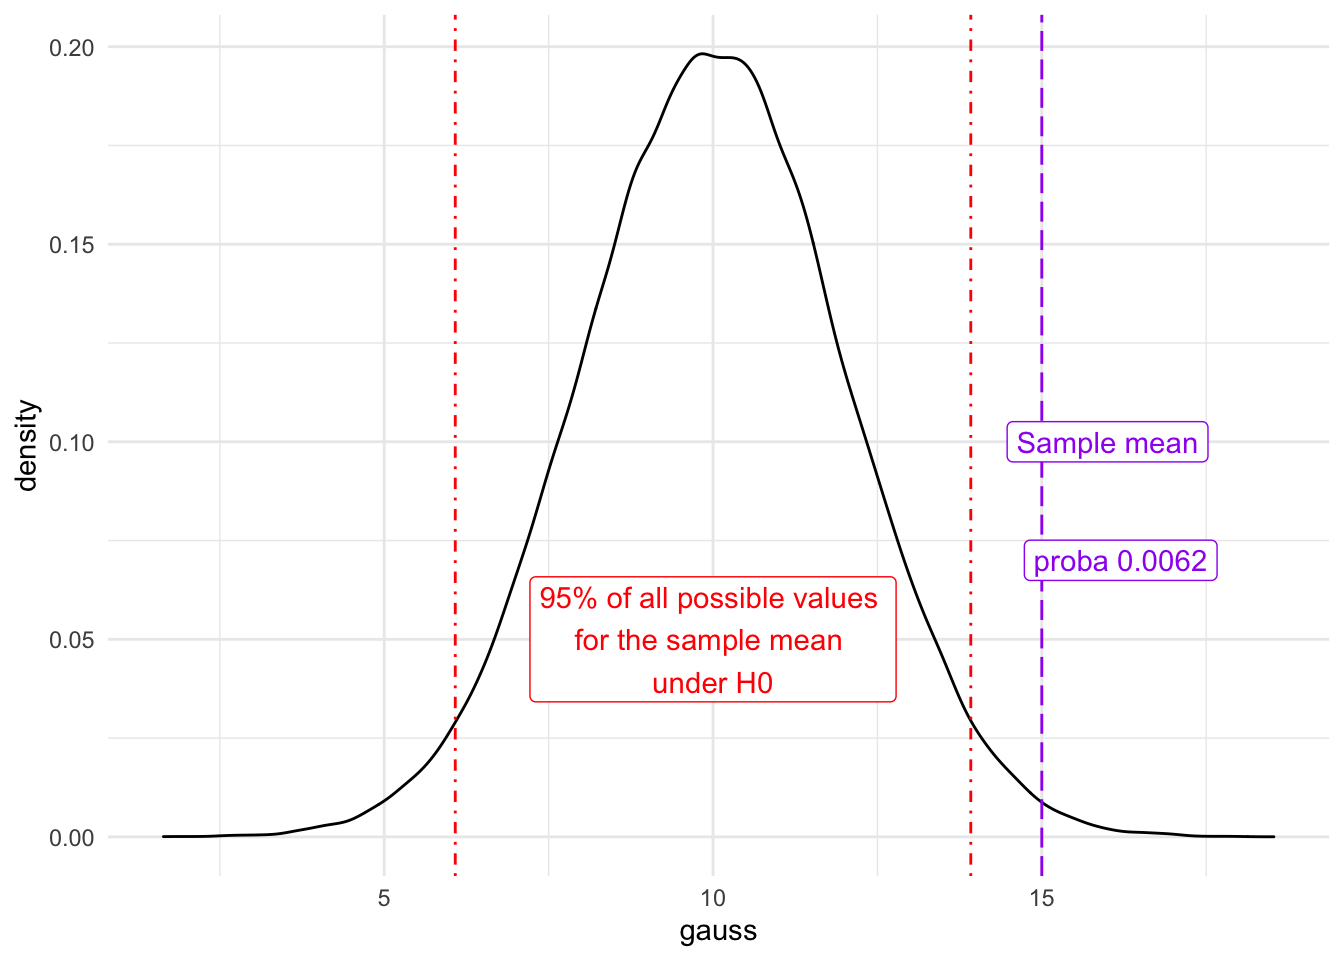 0.20
0.15
0.10
0.05
0.00
density
Sample mean
proba 0.0062
95% of all possible values
for the sample mean
under H0
5
10
15
gauss